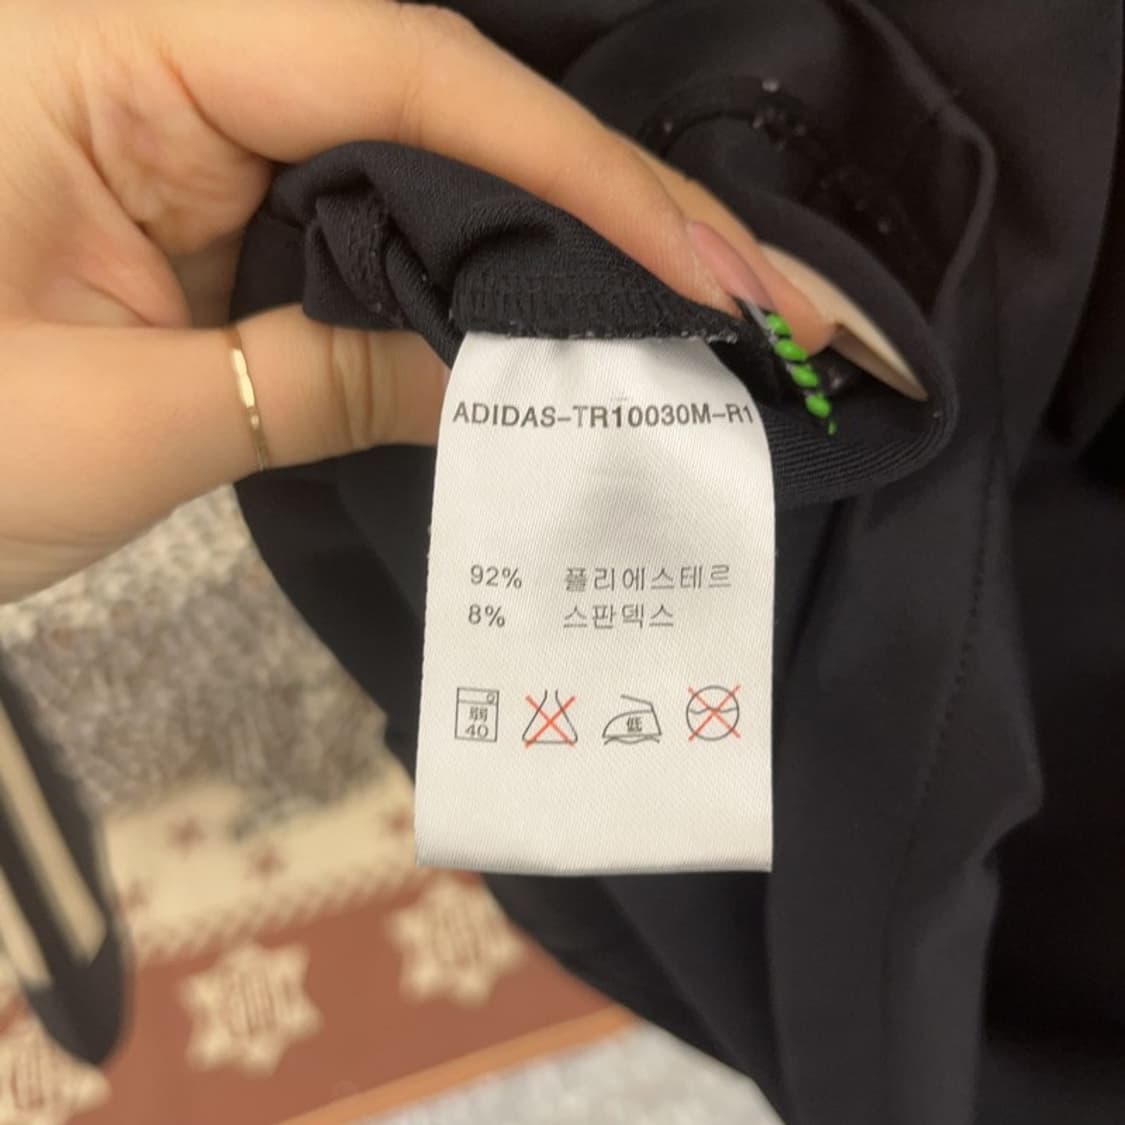 ADIDAS-TR10030M-R1
92% 폴리에스테르
8% 스판덱스
弱
40
低